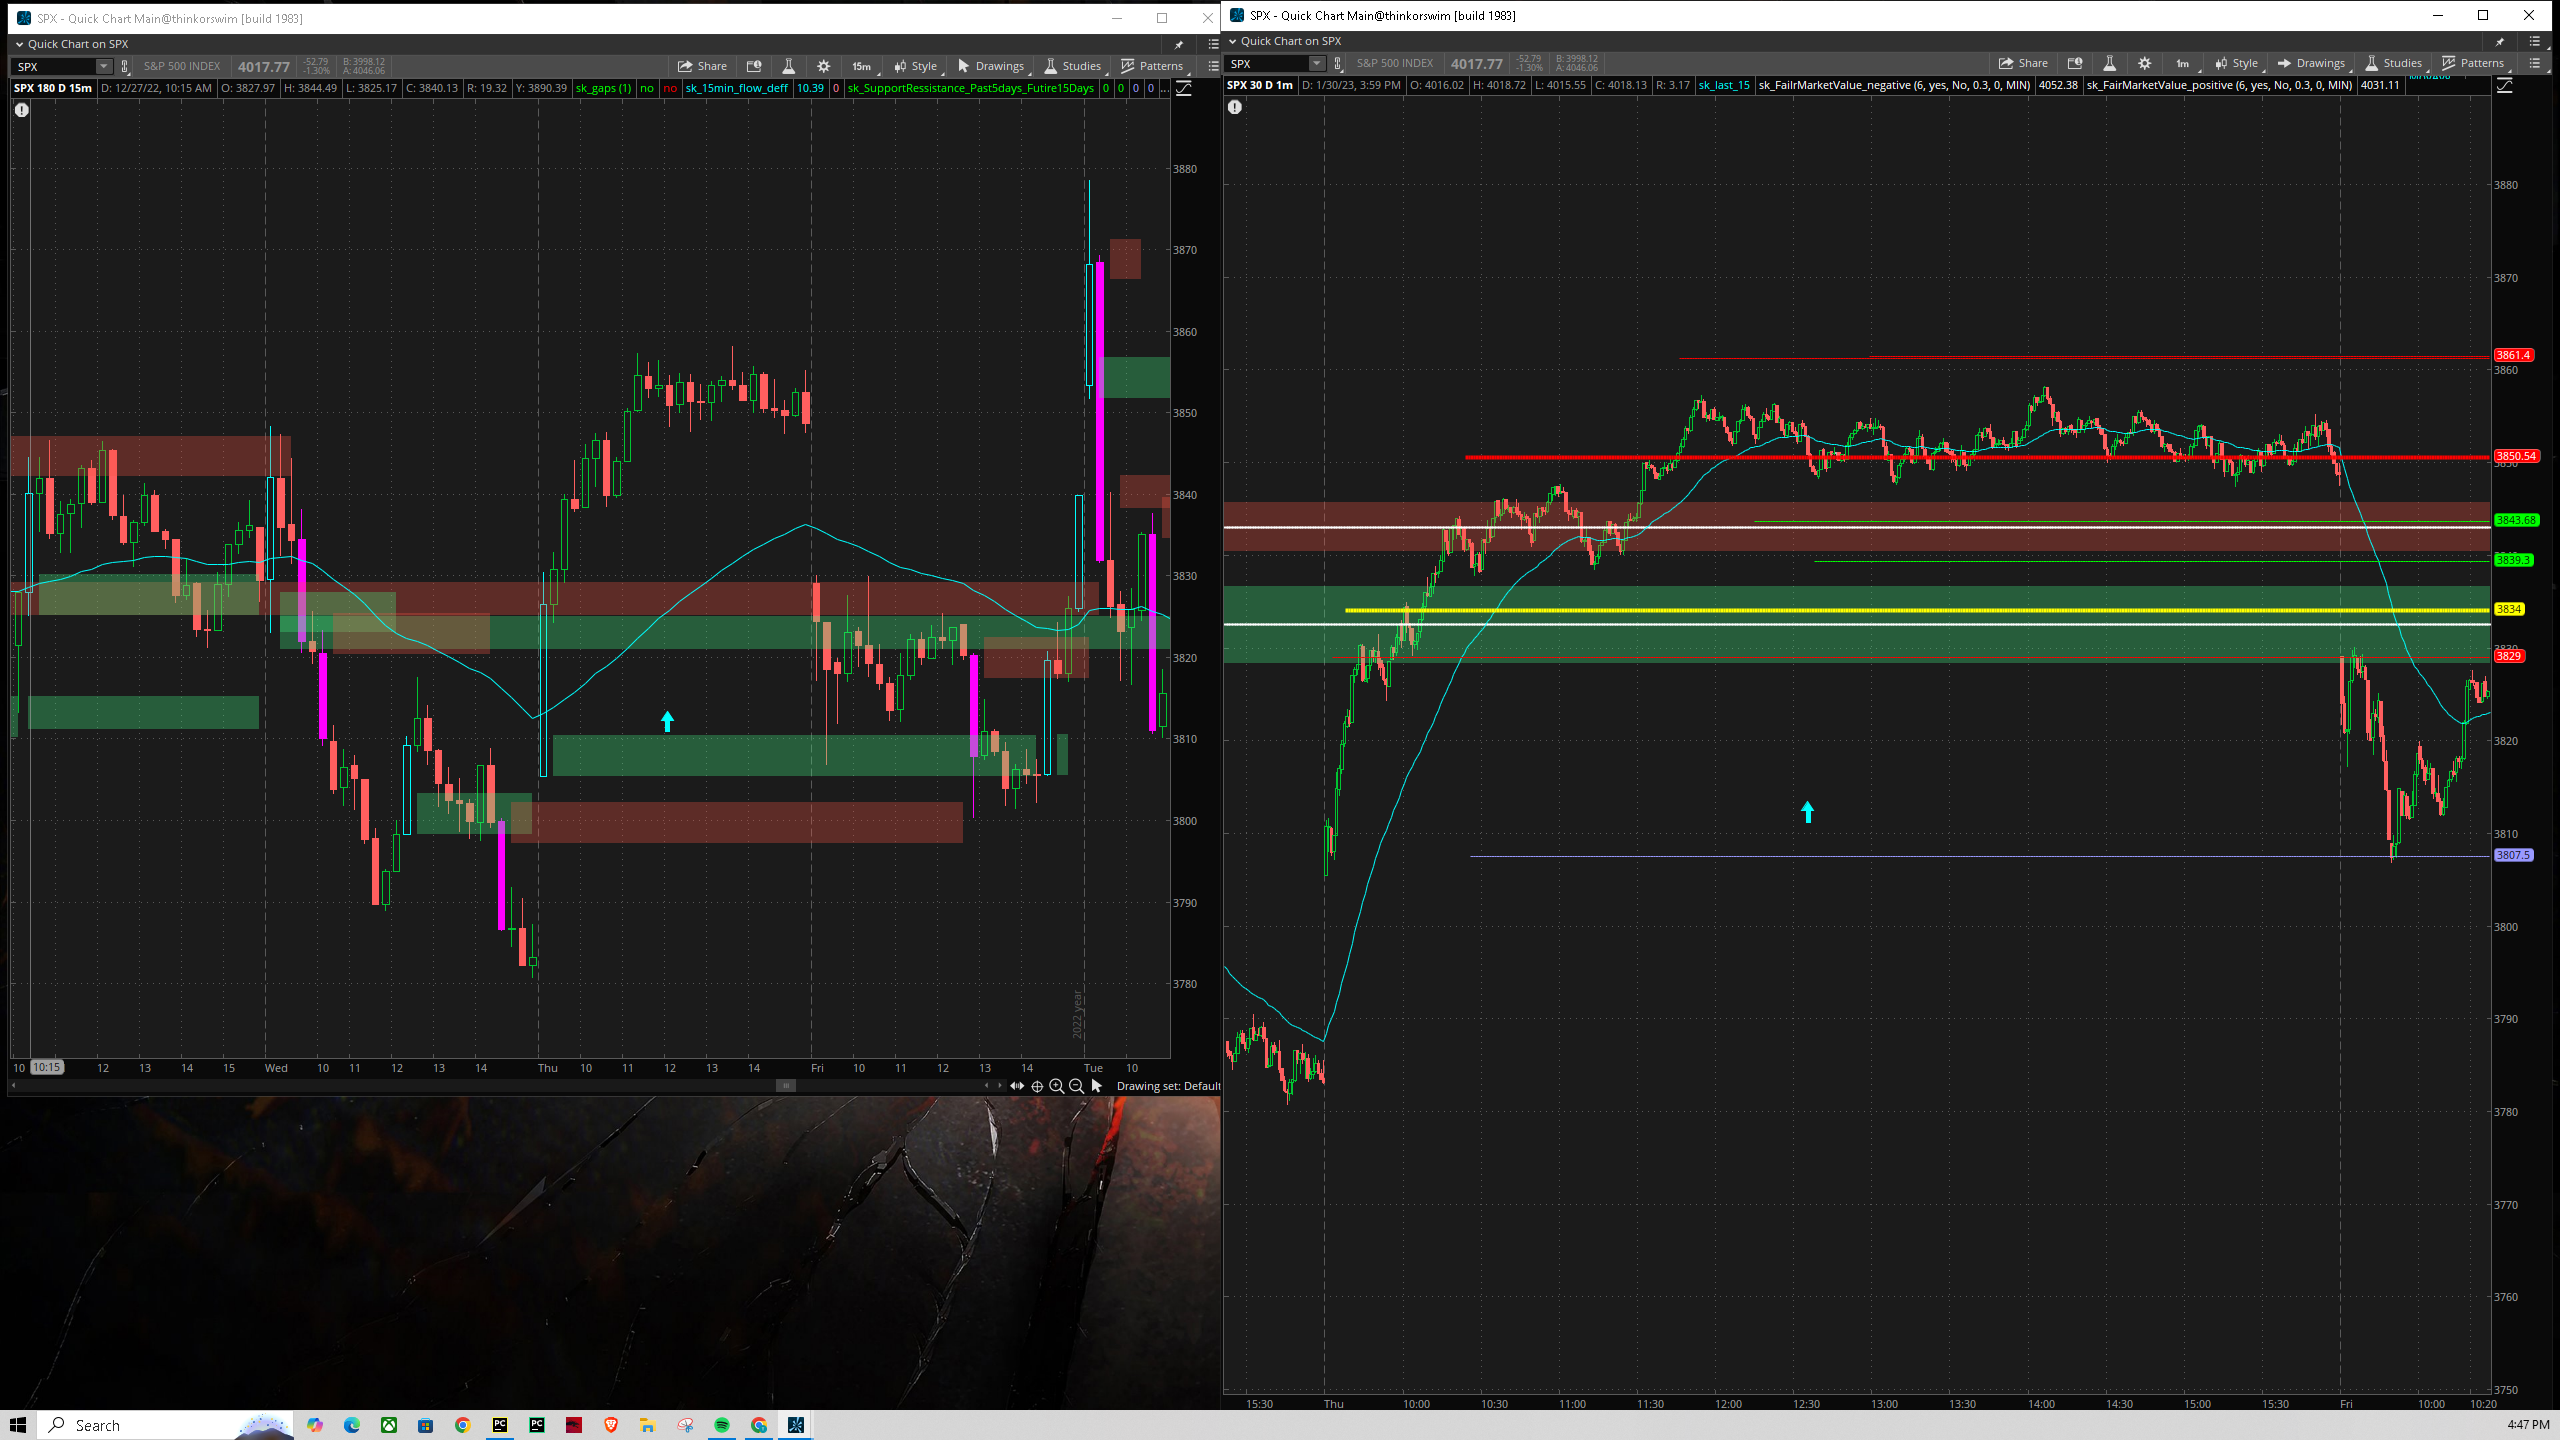 SPX - Quick Chart Main@thinkorswim [build 1983]
Quick Chart on SPX
SPX S&P 500 INDEX 4017.77 -52.79 -1.30% B: 3998.12 A: 4046.06 Share 15m Style Drawings Studies Patterns
SPX 180 D 15m D: 12/27/22, 10:15 AM O: 3827.97 H: 3844.49 L: 3825.17 C: 3840.13 R: 19.32 Y: 3890.39 sk_gaps (1) no no sk_15min_flow_deff 10.39 0 sk_SupportRessistance_Past5days_Futire15Days 0 0 0 0 ...
3880
3870
3860
3850
3840
3830
3820
3810
3800
3790
3780
2022 year
10 10:15 12 13 14 15 Wed 10 11 12 13 14 Thu 10 11 12 13 14 Fri 10 11 12 13 14 Tue 10
Drawing set: Default
SPX - Quick Chart Main@thinkorswim [build 1983]
Quick Chart on SPX
SPX S&P 500 INDEX 4017.77 -52.79 -1.30% B: 3998.12 A: 4046.06 Share 1m Style Drawings Studies Patterns
SPX 30 D 1m D: 1/30/23, 3:59 PM O: 4016.02 H: 4018.72 L: 4015.55 C: 4018.13 R: 3.17 sk_last_15 sk_FailrMarketValue_negative (6, yes, No, 0.3, 0, MIN) 4052.38 sk_FairMarketValue_positive (6, yes, No, 0.3, 0, MIN) 4031.11
3880
3870
3861.4
3860
3850.54
3843.68
3839.3
3834
3829
3820
3810
3807.5
3800
3790
3780
3770
3760
3750
15:30 Thu 10:00 10:30 11:00 11:30 12:00 12:30 13:00 13:30 14:00 14:30 15:00 15:30 Fri 10:00 10:20
Search
PC
PC
4:47 PM